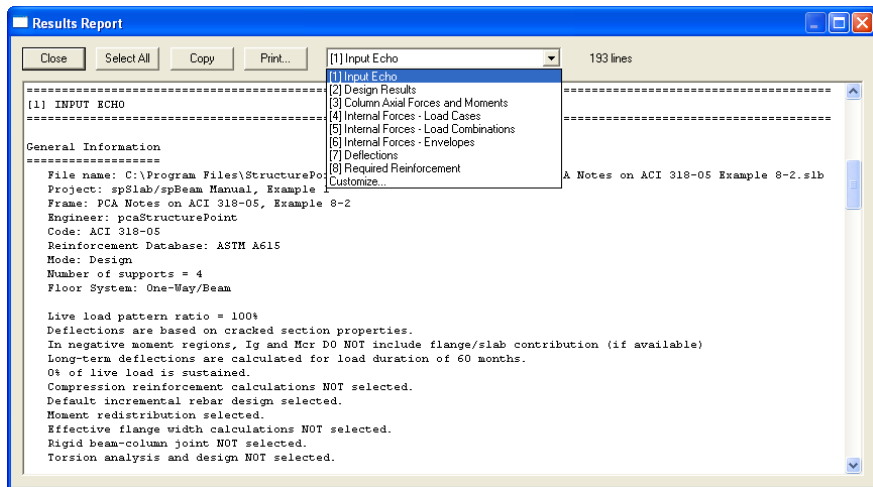 Results Report
Close Select All Copy Print... [1] Input Echo 193 lines
[1] Input Echo
[2] Design Results
[3] Column Axial Forces and Moments
[4] Internal Forces - Load Cases
[5] Internal Forces - Load Combinations
[6] Internal Forces - Envelopes
[7] Deflections
[8] Required Reinforcement
Customize...
[1] INPUT ECHO
General Information
File name: C:\Program Files\StructurePo A Notes on ACI 318-05 Example 8-2.slb
Project: spSlab/spBeam Manual, Example 1
Frame: PCA Notes on ACI 318-05, Example 8-2
Engineer: pcaStructurePoint
Code: ACI 318-05
Reinforcement Database: ASTM A615
Mode: Design
Number of supports = 4
Floor System: One-Way/Beam
Live load pattern ratio = 100%
Deflections are based on cracked section properties.
In negative moment regions, Ig and Mcr DO NOT include flange/slab contribution (if available)
Long-term deflections are calculated for load duration of 60 months.
0% of live load is sustained.
Compression reinforcement calculations NOT selected.
Default incremental rebar design selected.
Moment redistribution selected.
Effective flange width calculations NOT selected.
Rigid beam-column joint NOT selected.
Torsion analysis and design NOT selected.